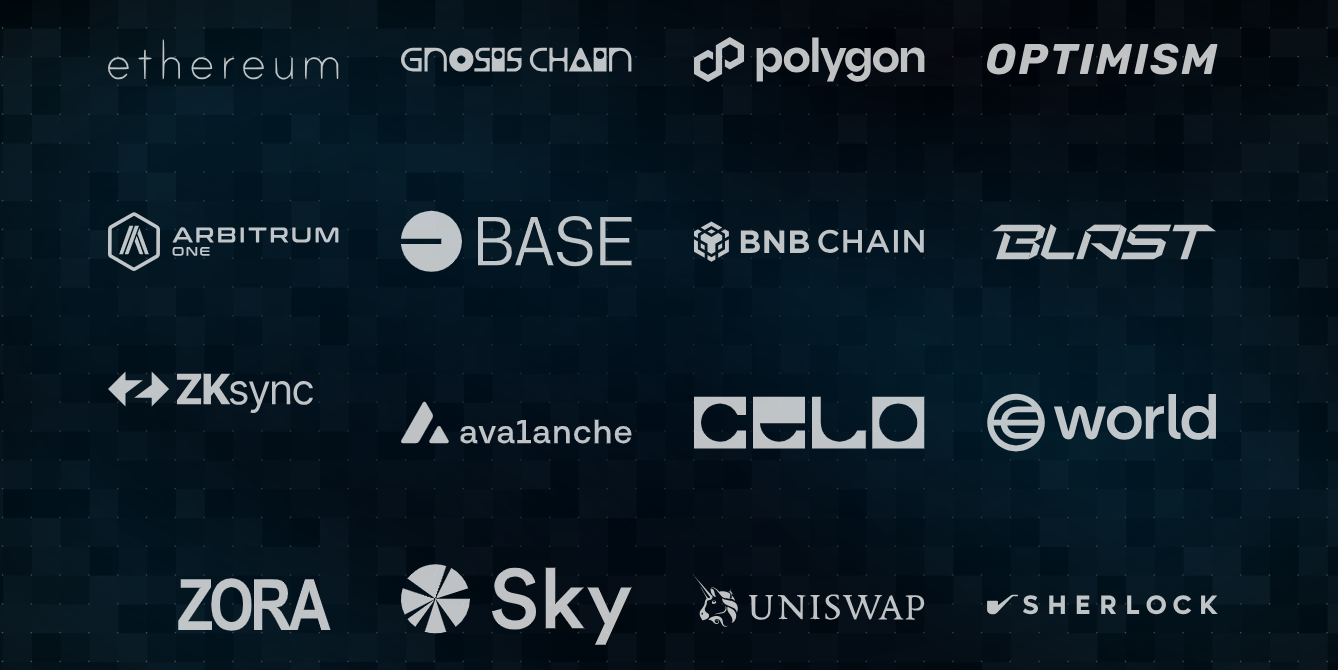 ethereum
GNOSIS CHAIN
polygon
OPTIMISM
ARBITRUM
ONE
BASE
BNB CHAIN
BLAST
ZKsync
avalanche
CELO
world
ZORA
Sky
UNISWAP
SHERLOCK